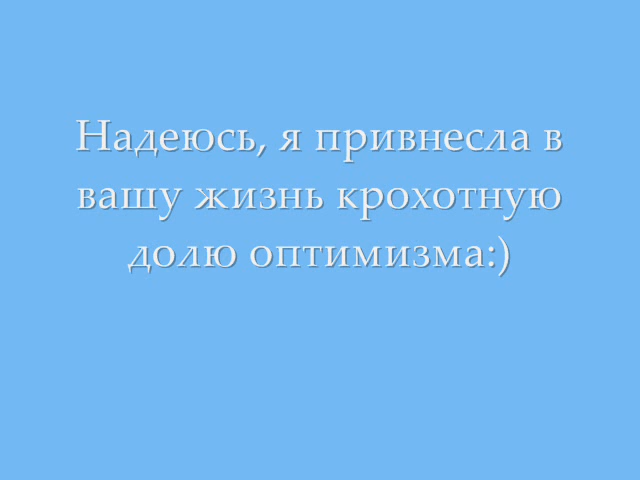 Надеюсь, я привнесла в
вашу жизнь крохотную
долю оптимизма:)